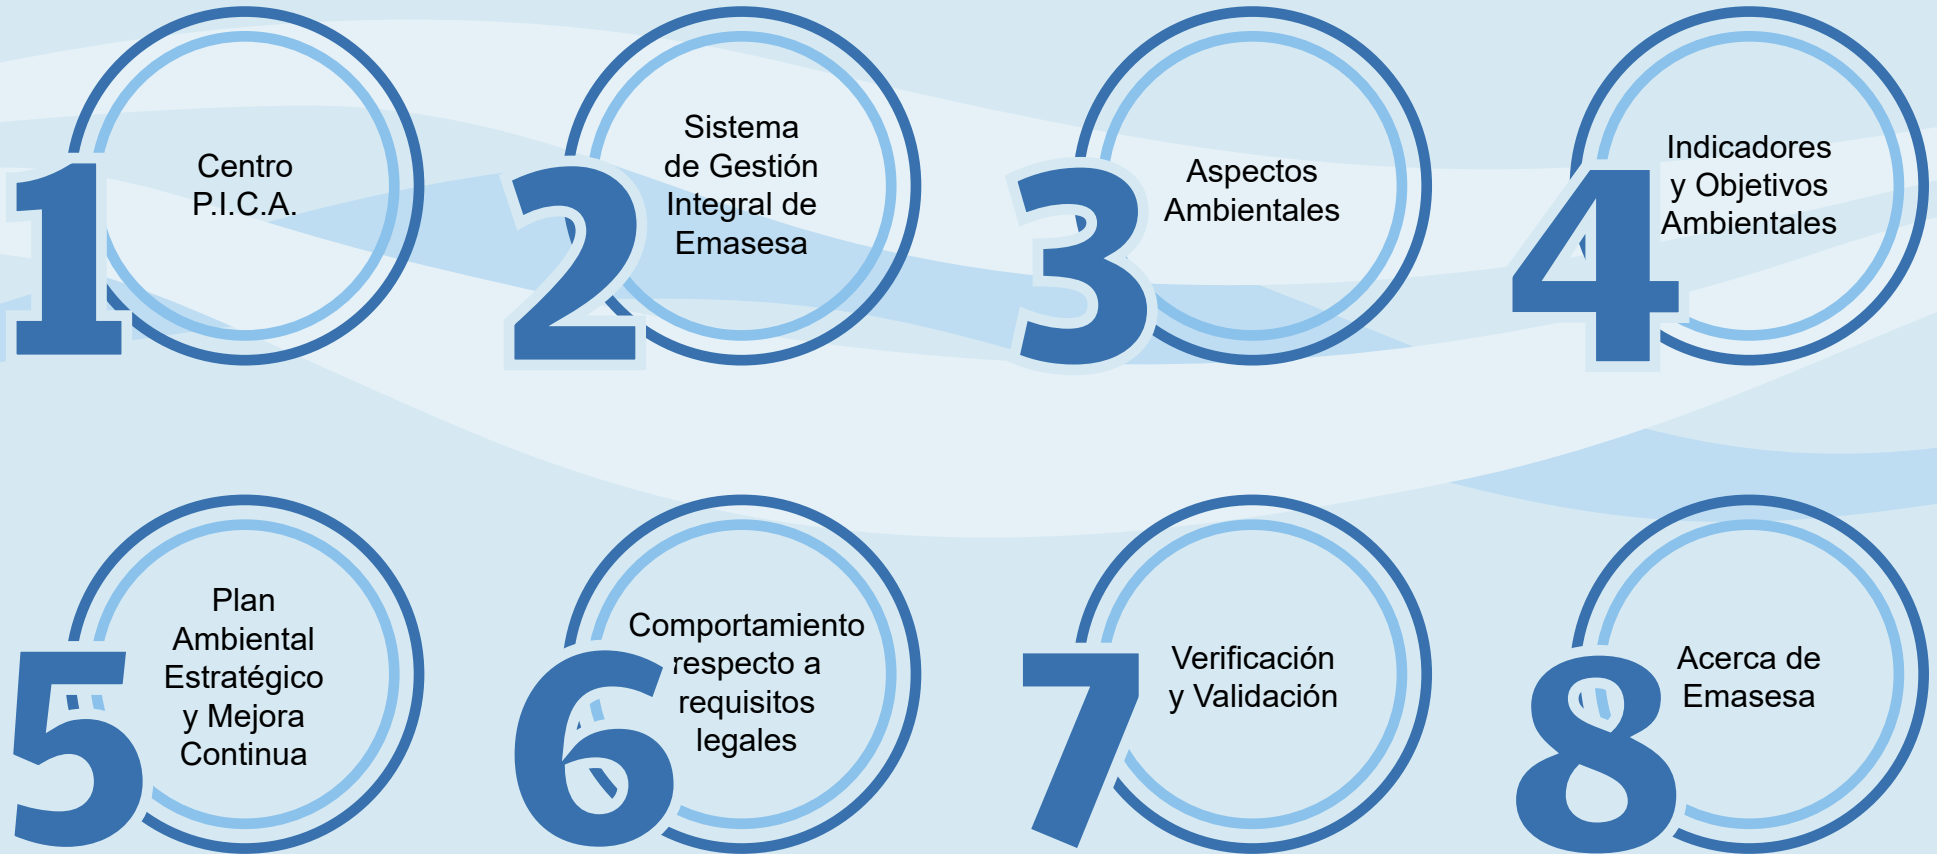 1
Centro
P.I.C.A.
2
Sistema
de Gestión
Integral de
Emasesa
3
Aspectos
Ambientales
4
Indicadores
y Objetivos
Ambientales
5
Plan
Ambiental
Estratégico
y Mejora
Continua
6
Comportamiento
respecto a
requisitos
legales
7
Verificación
y Validación
8
Acerca de
Emasesa